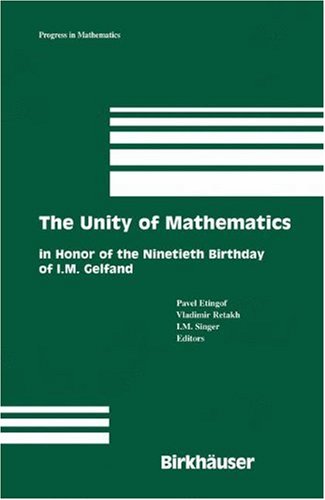 Progress in Mathematics
The Unity of Mathematics
in Honor of the Ninetieth Birthday
of I.M. Gelfand
Pavel Etingof
Vladimir Retakh
I.M. Singer
Editors
Birkhäuser